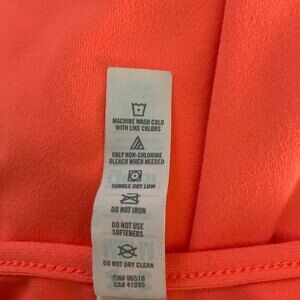 MACHINE WASH COLD
WITH LIKE COLORS
ONLY NON-CHLORINE
BLEACH WHEN NEEDED
TUMBLE DRY LOW
DO NOT IRON
DO NOT USE
SOFTENERS
DO NOT DRY CLEAN
RN# 96510
CA# 41095